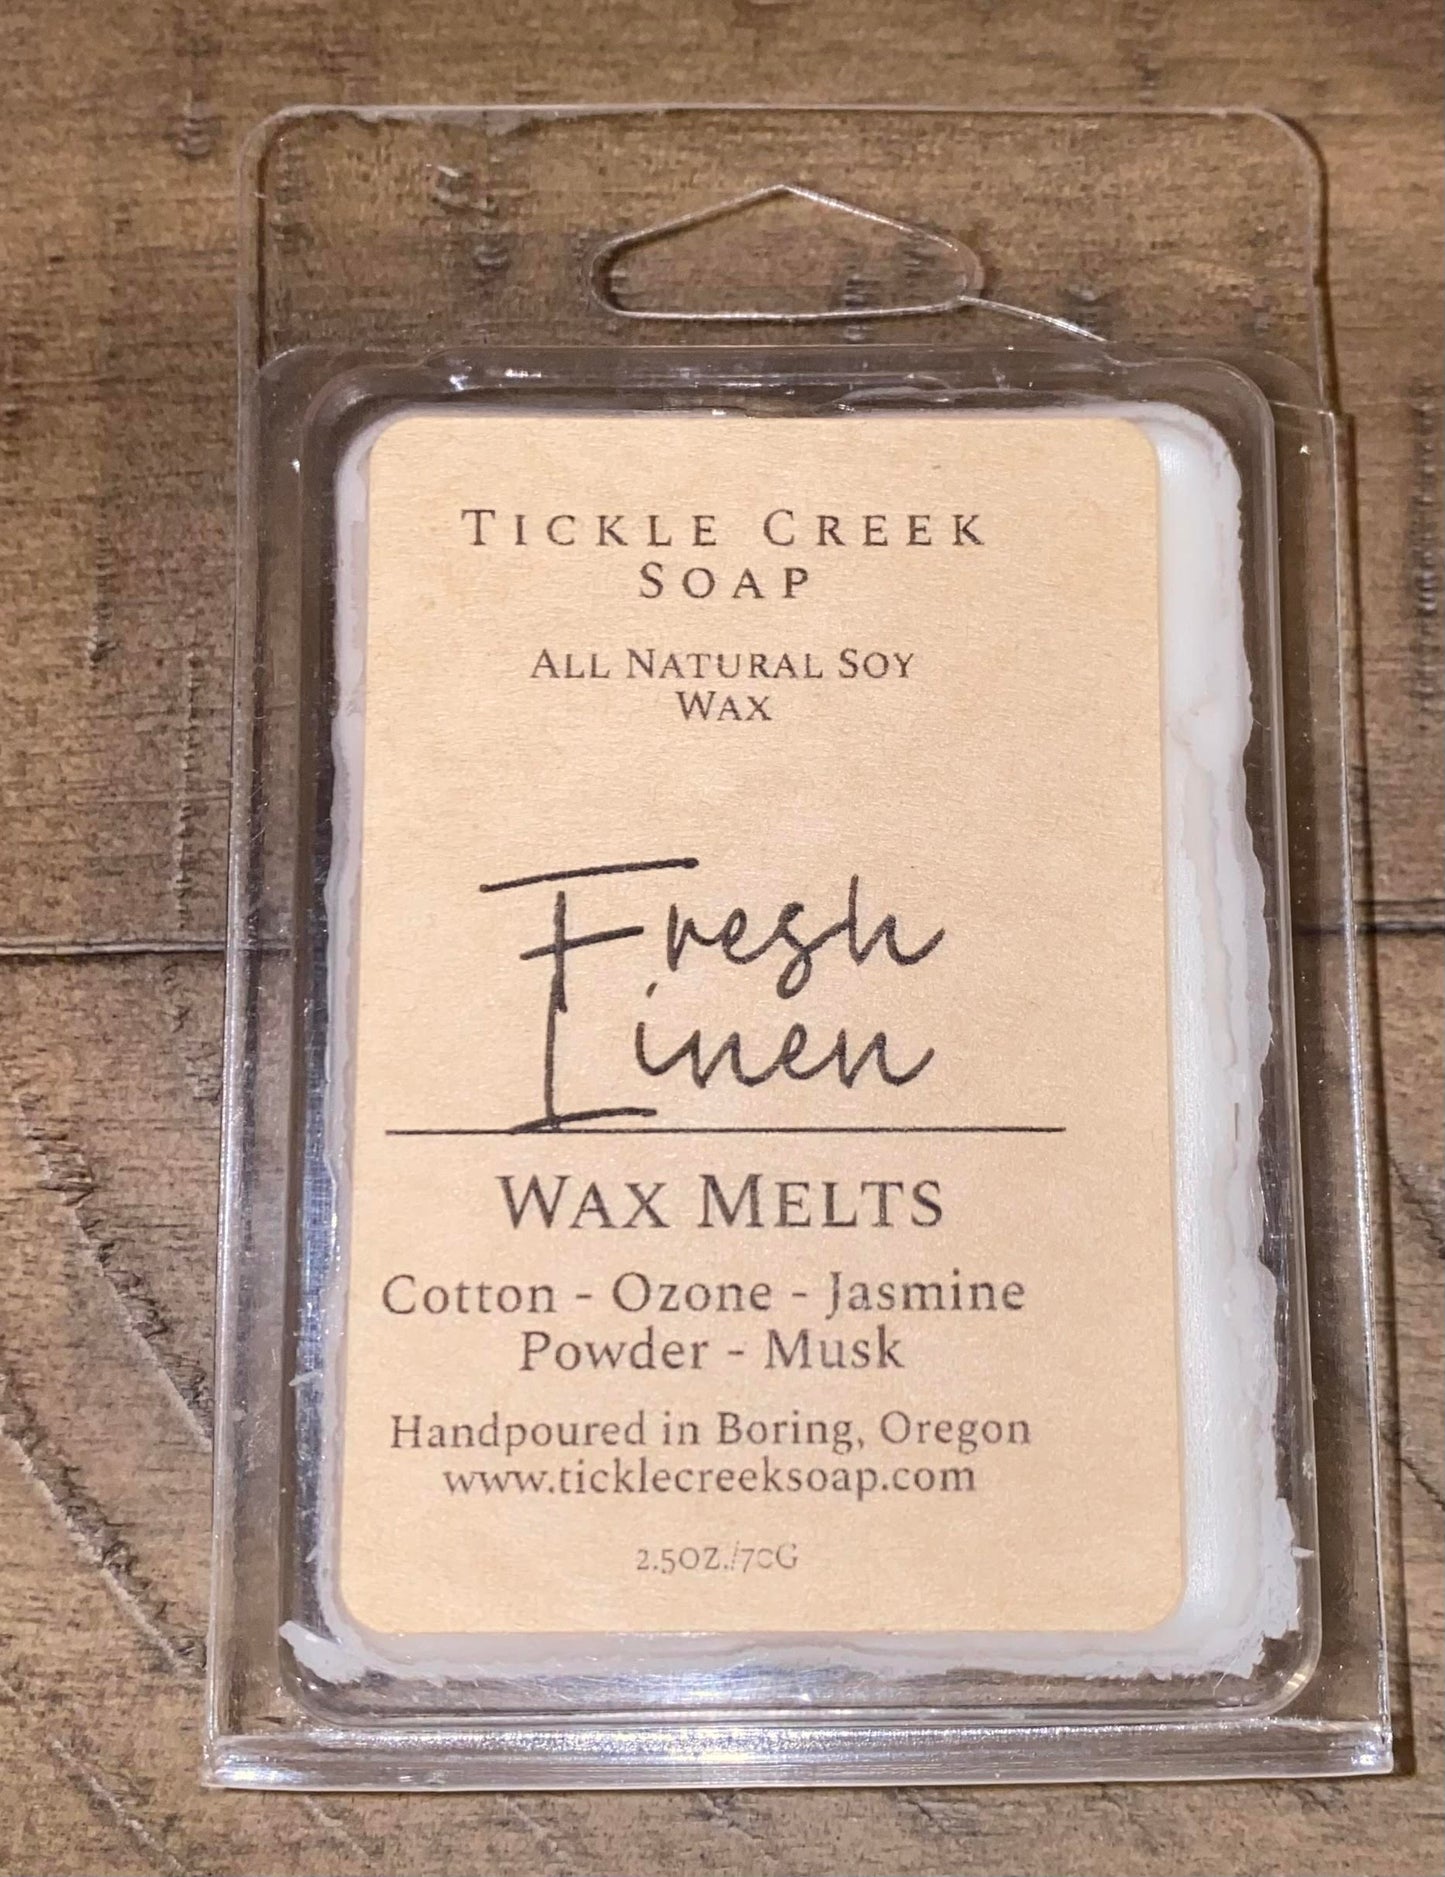 TICKLE CREEK
SOAP
ALL NATURAL SOY
WAX
Fresh
Linen
WAX MELTS
Cotton - Ozone - Jasmine
Powder - Musk
Handpoured in Boring, Oregon
www.ticklecreeksoap.com
2.5OZ./70G